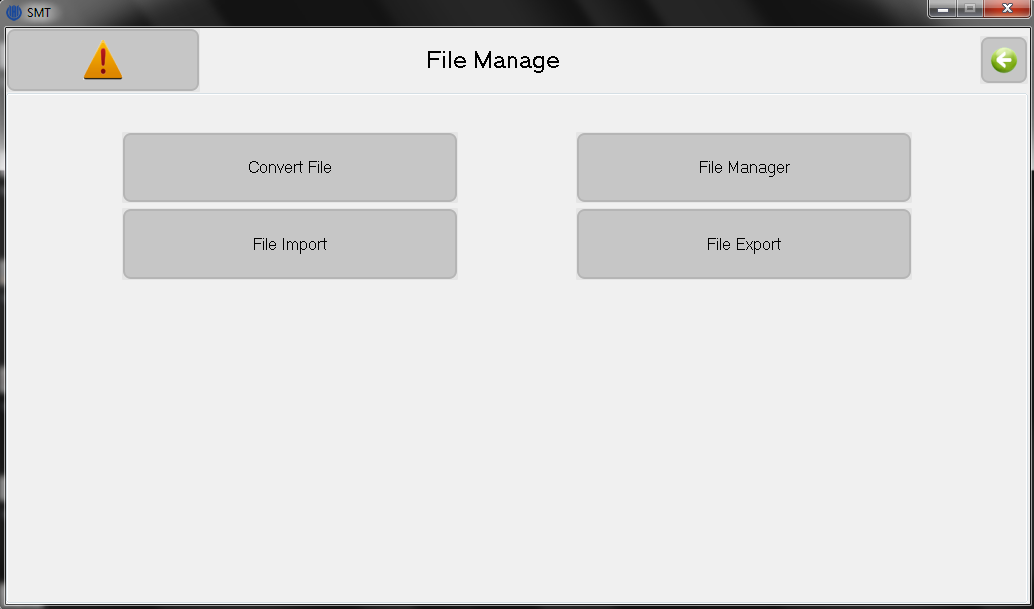 SMT
File Manage
Convert File
File Manager
File Import
File Export